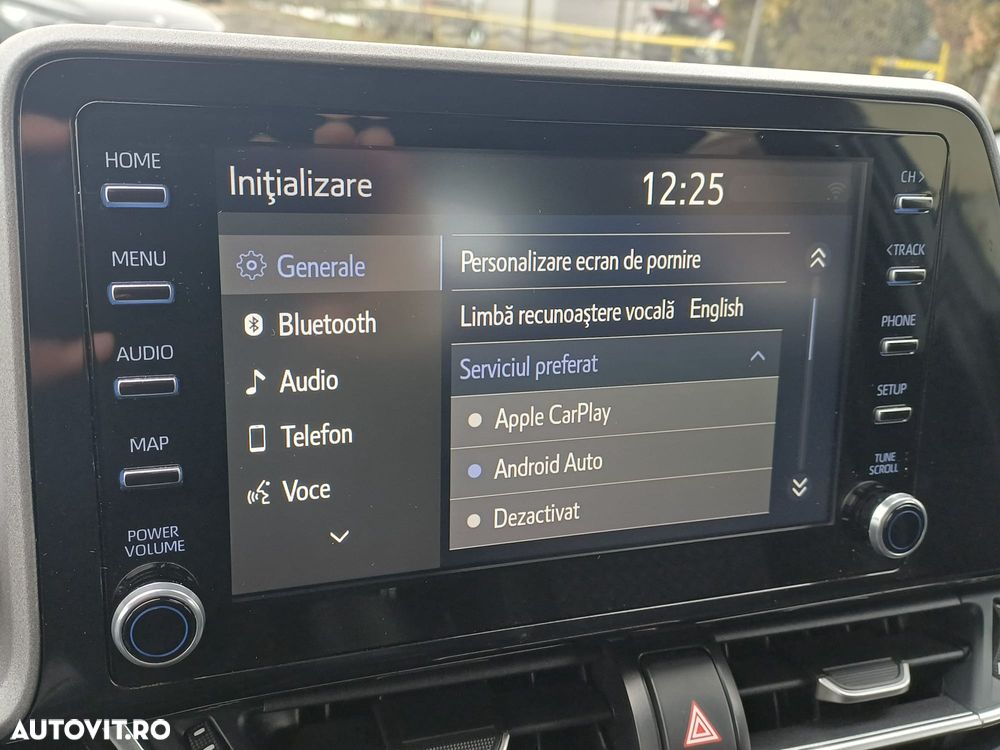 HOME
MENU
AUDIO
MAP
POWER
VOLUME
Iniţializare
12:25
Generale
Bluetooth
Audio
Telefon
Voce
Personalizare ecran de pornire
Limbă recunoaştere vocală English
Serviciul preferat
Apple CarPlay
Android Auto
Dezactivat
CH >
< TRACK
PHONE
SETUP
TUNE
SCROLL
AUTOVIT.RO